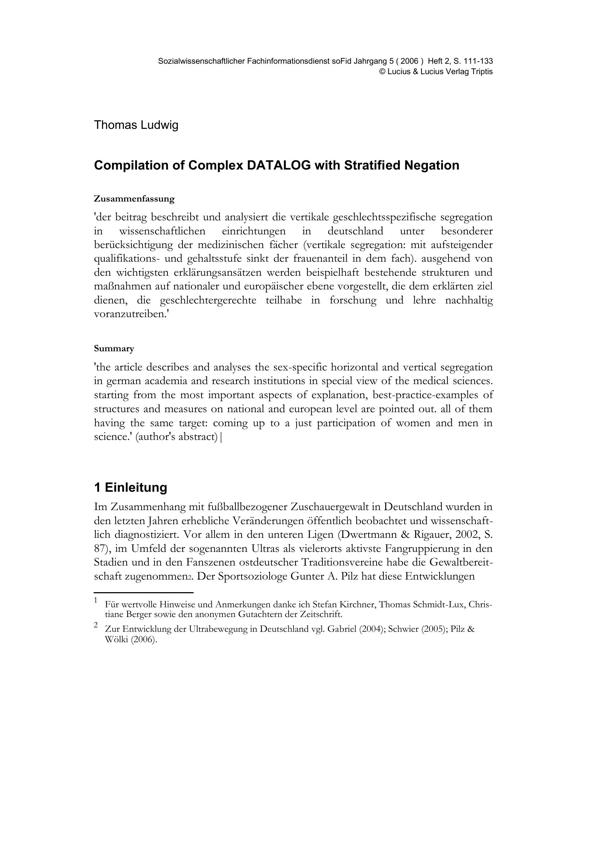 Sozialwissenschaftlicher Fachinformationsdienst soFid Jahrgang 5 ( 2006 ) Heft 2, S. 111-133
© Lucius & Lucius Verlag Triptis
Thomas Ludwig
Compilation of Complex DATALOG with Stratified Negation
Zusammenfassung
'der beitrag beschreibt und analysiert die vertikale geschlechtsspezifische segregation
in wissenschaftlichen einrichtungen in deutschland unter besonderer
berücksichtigung der medizinischen fächer (vertikale segregation: mit aufsteigender
qualifikations- und gehaltsstufe sinkt der frauenanteil in dem fach). ausgehend von
den wichtigsten erklärungsansätzen werden beispielhaft bestehende strukturen und
maßnahmen auf nationaler und europäischer ebene vorgestellt, die dem erklärten ziel
dienen, die geschlechtergerechte teilhabe in forschung und lehre nachhaltig
voranzutreiben.'
Summary
'the article describes and analyses the sex-specific horizontal and vertical segregation
in german academia and research institutions in special view of the medical sciences.
starting from the most important aspects of explanation, best-practice-examples of
structures and measures on national and european level are pointed out. all of them
having the same target: coming up to a just participation of women and men in
science.' (author's abstract)|
1 Einleitung
Im Zusammenhang mit fußballbezogener Zuschauergewalt in Deutschland wurden in
den letzten Jahren erhebliche Veränderungen öffentlich beobachtet und wissenschaft-
lich diagnostiziert. Vor allem in den unteren Ligen (Dwertmann & Rigauer, 2002, S.
87), im Umfeld der sogenannten Ultras als vielerorts aktivste Fangruppierung in den
Stadien und in den Fanszenen ostdeutscher Traditionsvereine habe die Gewaltbereit-
schaft zugenommen2. Der Sportsoziologe Gunter A. Pilz hat diese Entwicklungen
1 Für wertvolle Hinweise und Anmerkungen danke ich Stefan Kirchner, Thomas Schmidt-Lux, Chris-
tiane Berger sowie den anonymen Gutachtern der Zeitschrift.
2 Zur Entwicklung der Ultrabewegung in Deutschland vgl. Gabriel (2004); Schwier (2005); Pilz &
Wölki (2006).